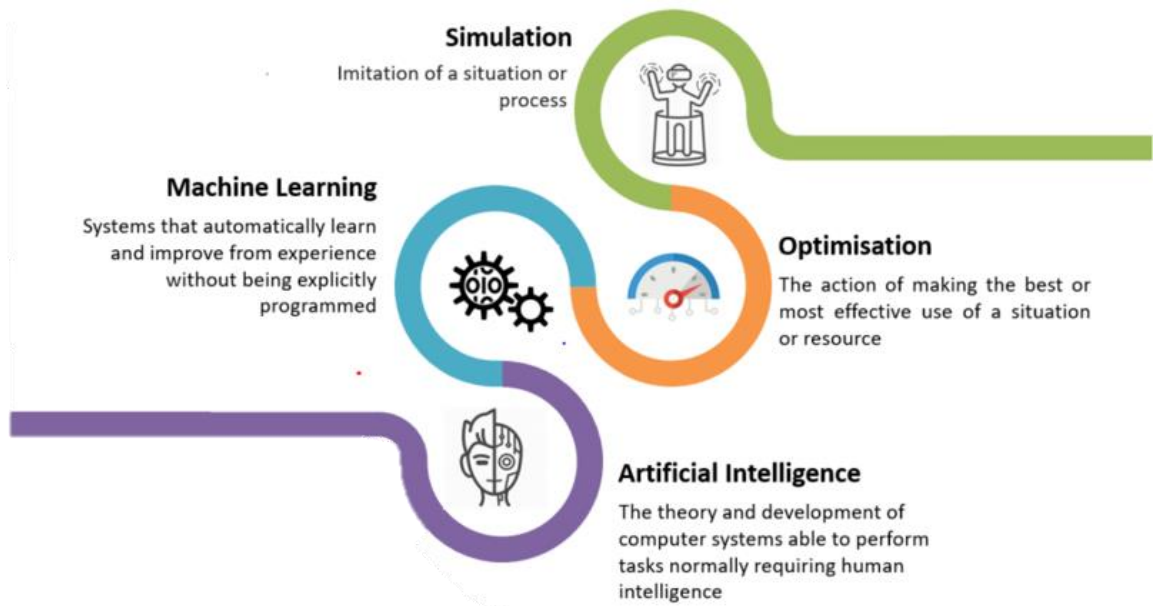 Simulation
Imitation of a situation or
process
Machine Learning
Systems that automatically learn
and improve from experience
without being explicitly
programmed
Optimisation
The action of making the best or
most effective use of a situation
or resource
Artificial Intelligence
The theory and development of
computer systems able to perform
tasks normally requiring human
intelligence